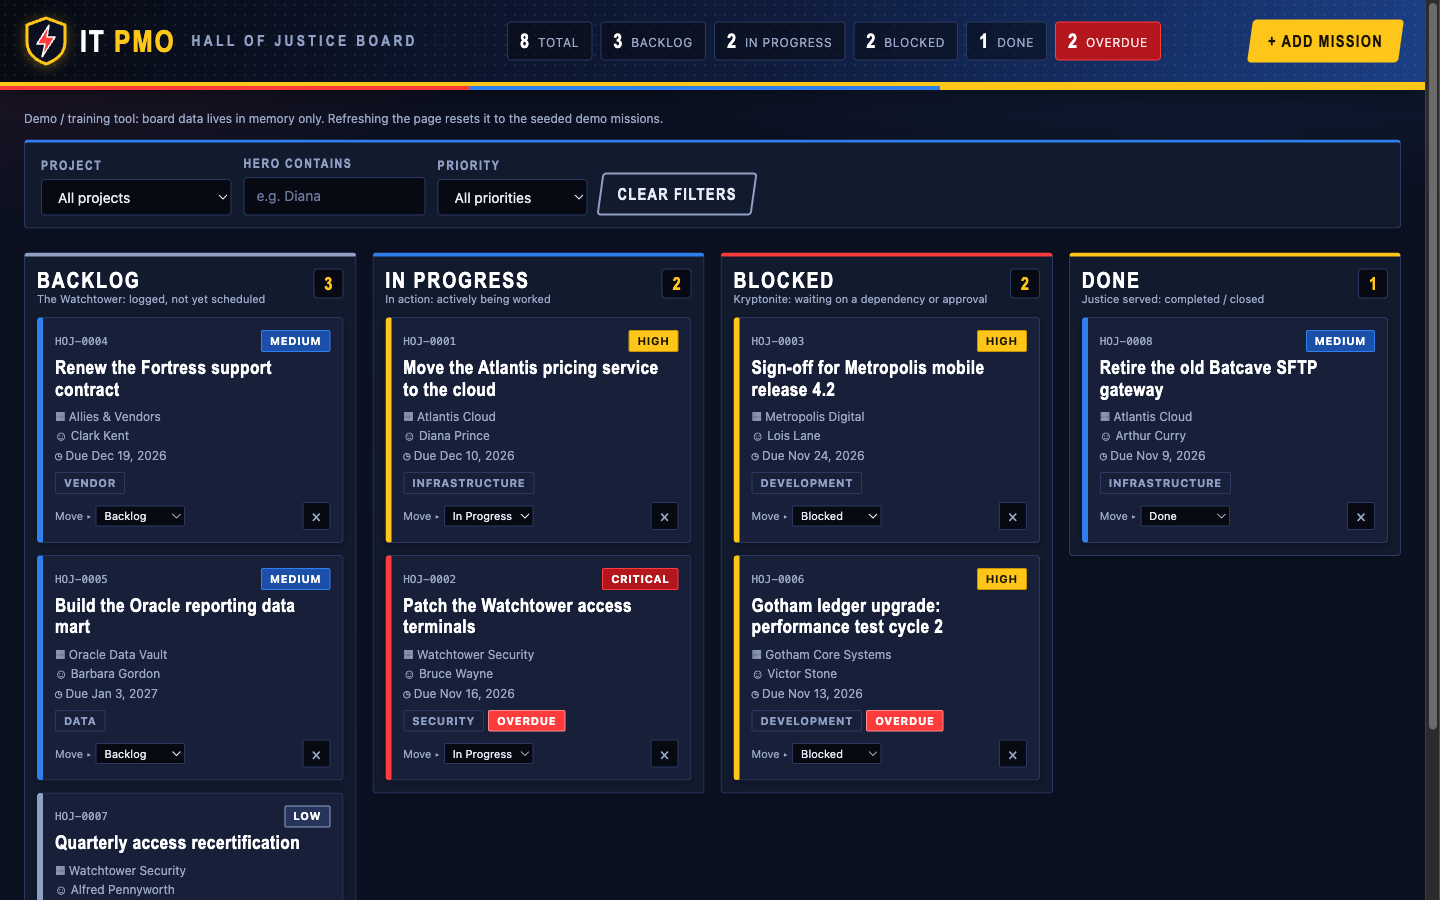 IT PMO HALL OF JUSTICE BOARD
8 TOTAL
3 BACKLOG
2 IN PROGRESS
2 BLOCKED
1 DONE
2 OVERDUE
+ ADD MISSION
Demo / training tool: board data lives in memory only. Refreshing the page resets it to the seeded demo missions.
PROJECT
All projects
HERO CONTAINS
e.g. Diana
PRIORITY
All priorities
CLEAR FILTERS
BACKLOG
3
The Watchtower: logged, not yet scheduled
HOJ-0004
MEDIUM
Renew the Fortress support
contract
Allies & Vendors
Clark Kent
Due Dec 19, 2026
VENDOR
Move ▸ Backlog ×
HOJ-0005
MEDIUM
Build the Oracle reporting data
mart
Oracle Data Vault
Barbara Gordon
Due Jan 3, 2027
DATA
Move ▸ Backlog ×
HOJ-0007
LOW
Quarterly access recertification
Watchtower Security
Alfred Pennyworth
IN PROGRESS
2
In action: actively being worked
HOJ-0001
HIGH
Move the Atlantis pricing service
to the cloud
Atlantis Cloud
Diana Prince
Due Dec 10, 2026
INFRASTRUCTURE
Move ▸ In Progress ×
HOJ-0002
CRITICAL
Patch the Watchtower access
terminals
Watchtower Security
Bruce Wayne
Due Nov 16, 2026
SECURITY OVERDUE
Move ▸ In Progress ×
BLOCKED
2
Kryptonite: waiting on a dependency or approval
HOJ-0003
HIGH
Sign-off for Metropolis mobile
release 4.2
Metropolis Digital
Lois Lane
Due Nov 24, 2026
DEVELOPMENT
Move ▸ Blocked ×
HOJ-0006
HIGH
Gotham ledger upgrade:
performance test cycle 2
Gotham Core Systems
Victor Stone
Due Nov 13, 2026
DEVELOPMENT OVERDUE
Move ▸ Blocked ×
DONE
1
Justice served: completed / closed
HOJ-0008
MEDIUM
Retire the old Batcave SFTP
gateway
Atlantis Cloud
Arthur Curry
Due Nov 9, 2026
INFRASTRUCTURE
Move ▸ Done ×